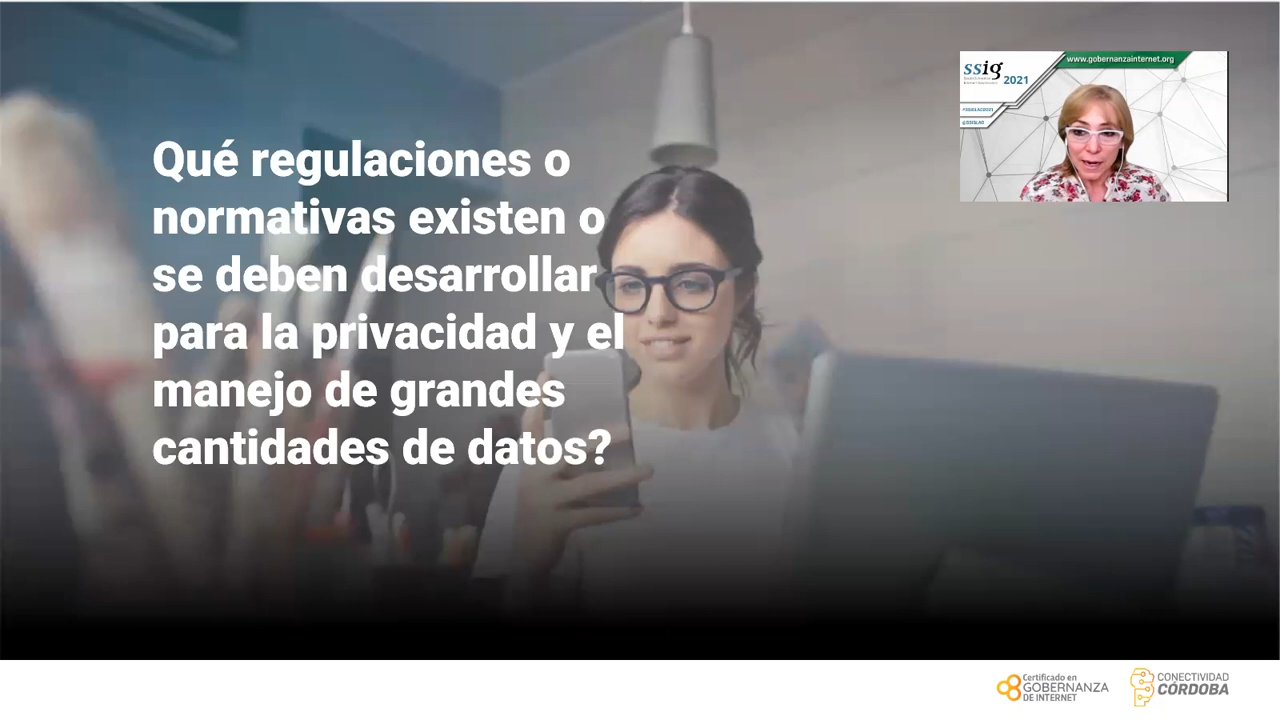 Qué regulaciones o
normativas existen o
se deben desarrollar
para la privacidad y el
manejo de grandes
cantidades de datos?
ssig
2021
www.gobernanzainternet.org
Certificado en
GOBERNANZA
DE INTERNET
CONECTIVIDAD
CÓRDOBA